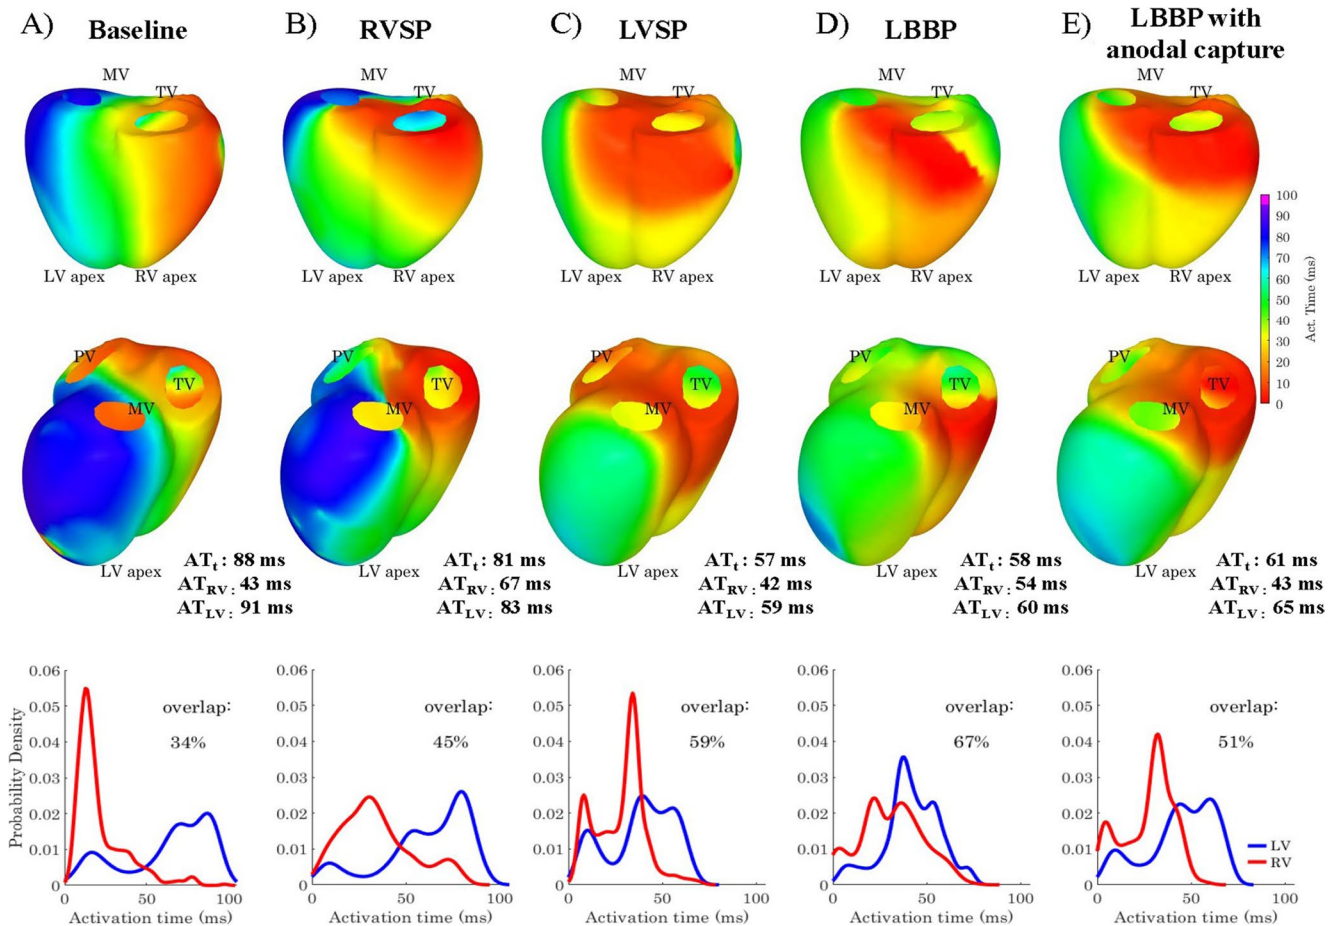 A) Baseline
B) RVSP
C) LVSP
D) LBBP
E) LBBP with
anodal capture
MV
TV
LV apex
RV apex
MV
TV
LV apex
RV apex
MV
TV
LV apex
RV apex
MV
TV
LV apex
RV apex
MV
TV
LV apex
RV apex
100
90
80
70
60
50
40
30
20
10
0
Act. Time (ms)
PV
TV
MV
LV apex
ATt : 88 ms
ATRV : 43 ms
ATLV : 91 ms
PV
TV
MV
LV apex
ATt : 81 ms
ATRV : 67 ms
ATLV : 83 ms
PV
TV
MV
LV apex
ATt : 57 ms
ATRV : 42 ms
ATLV : 59 ms
PV
TV
MV
LV apex
ATt : 58 ms
ATRV : 54 ms
ATLV : 60 ms
PV
TV
MV
LV apex
ATt : 61 ms
ATRV : 43 ms
ATLV : 65 ms
Probability Density
0.06
0.05
0.04
0.03
0.02
0.01
0
overlap:
34%
0 50 100
Activation time (ms)
0.06
0.05
0.04
0.03
0.02
0.01
0
overlap:
45%
0 50 100
Activation time (ms)
0.06
0.05
0.04
0.03
0.02
0.01
0
overlap:
59%
0 50 100
Activation time (ms)
0.06
0.05
0.04
0.03
0.02
0.01
0
overlap:
67%
0 50 100
Activation time (ms)
0.06
0.05
0.04
0.03
0.02
0.01
0
overlap:
51%
LV
RV
0 50 100
Activation time (ms)